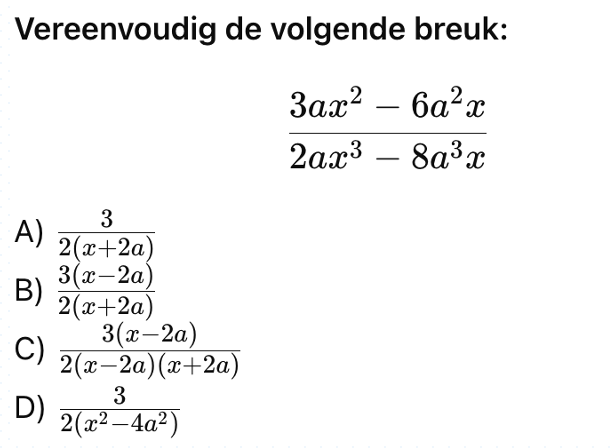 Vereenvoudig de volgende breuk:
\frac{3ax^2 - 6a^2x}{2ax^3 - 8a^3x}
A) \frac{3}{2(x+2a)}
B) \frac{3(x-2a)}{2(x+2a)}
C) \frac{3(x-2a)}{2(x-2a)(x+2a)}
D) \frac{3}{2(x^2-4a^2)}